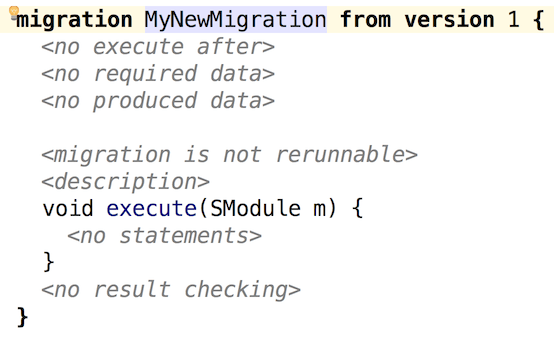 migration MyNewMigration from version 1 {
<no execute after>
<no required data>
<no produced data>
<migration is not rerunnable>
<description>
void execute(SModule m) {
<no statements>
}
<no result checking>
}